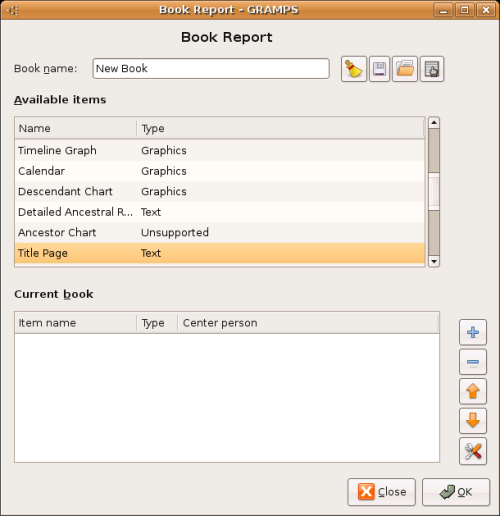 Book Report - GRAMPS
Book Report
Book name: New Book
Available items
Name Type
Timeline Graph Graphics
Calendar Graphics
Descendant Chart Graphics
Detailed Ancestral R... Text
Ancestor Chart Unsupported
Title Page Text
Current book
Item name Type Center person
Close OK